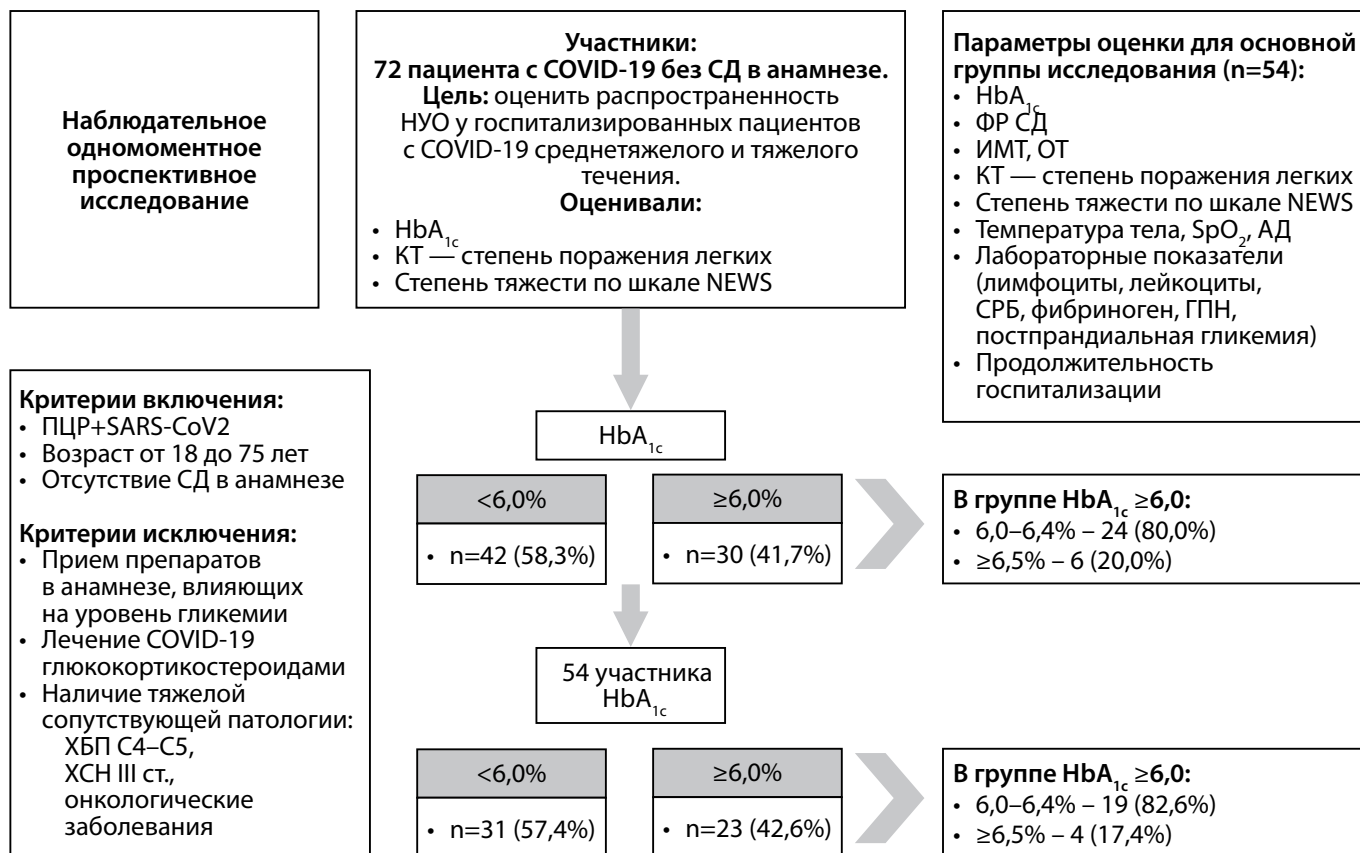 Наблюдательное
одномоментное
проспективное
исследование
Участники:
72 пациента с COVID-19 без СД в анамнезе.
Цель: оценить распространенность
НУО у госпитализированных пациентов
с COVID-19 среднетяжелого и тяжелого
течения.
Оценивали:
• HbA1c
• КТ — степень поражения легких
• Степень тяжести по шкале NEWS
Параметры оценки для основной
группы исследования (n=54):
• HbA1c
• ФР СД
• ИМТ, ОТ
• КТ — степень поражения легких
• Степень тяжести по шкале NEWS
• Температура тела, SpO2, АД
• Лабораторные показатели
(лимфоциты, лейкоциты,
СРБ, фибриноген, ГПН,
постпрандиальная гликемия)
• Продолжительность
госпитализации
Критерии включения:
• ПЦР+SARS-CoV2
• Возраст от 18 до 75 лет
• Отсутствие СД в анамнезе
Критерии исключения:
• Прием препаратов
в анамнезе, влияющих
на уровень гликемии
• Лечение COVID-19
глюкокортикостероидами
• Наличие тяжелой
сопутствующей патологии:
ХБП С4–С5,
ХСН III ст.,
онкологические
заболевания
HbA1c
<6,0%
• n=42 (58,3%)
≥6,0%
• n=30 (41,7%)
В группе HbA1c ≥6,0:
• 6,0–6,4% – 24 (80,0%)
• ≥6,5% – 6 (20,0%)
54 участника
HbA1c
<6,0%
• n=31 (57,4%)
≥6,0%
• n=23 (42,6%)
В группе HbA1c ≥6,0:
• 6,0–6,4% – 19 (82,6%)
• ≥6,5% – 4 (17,4%)